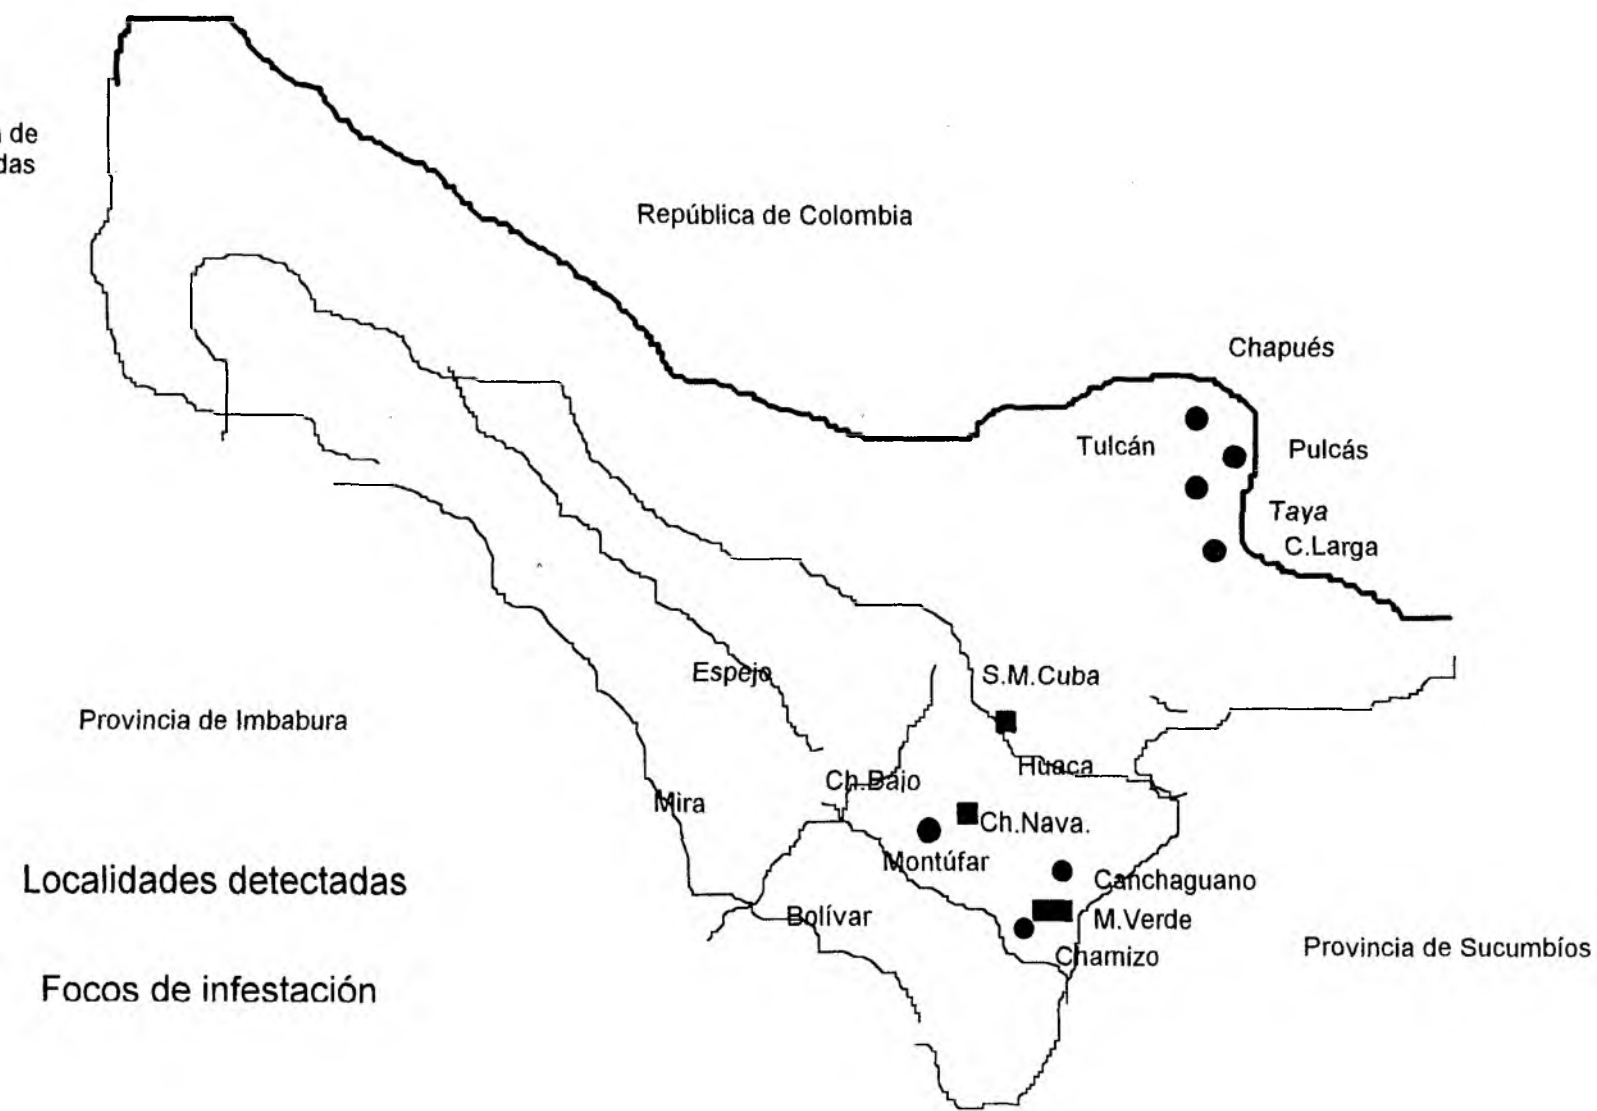 de
República de Colombia
Chapués
Tulcán
Pulcás
Taya
C.Larga
Espejo
S.M.Cuba
Provincia de Imbabura
Huaca
Ch.Bajo
Mira
Ch.Nava.
Montúfar
Localidades detectadas
Canchaguano
Bolívar
M.Verde
Chamizo
Provincia de Sucumbíos
Focos de infestación